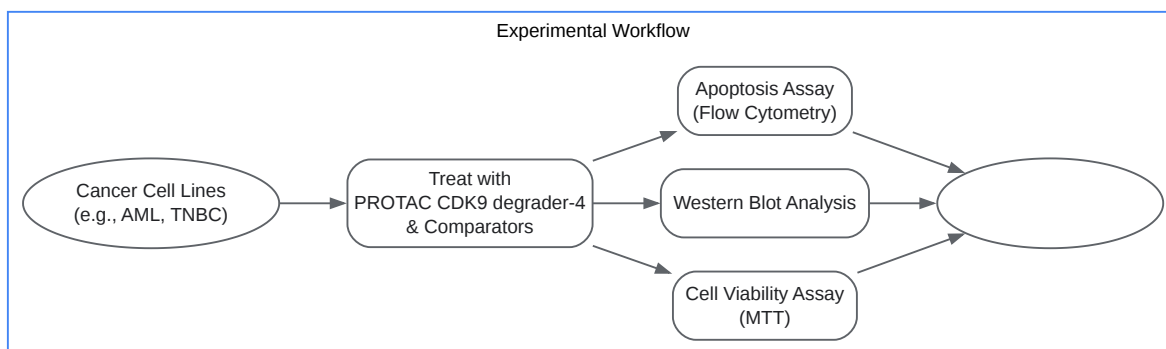 Experimental Workflow
Apoptosis Assay
(Flow Cytometry)
Cancer Cell Lines
(e.g., AML, TNBC)
Treat with
PROTAC CDK9 degrader-4
& Comparators
Western Blot Analysis
Cell Viability Assay
(MTT)